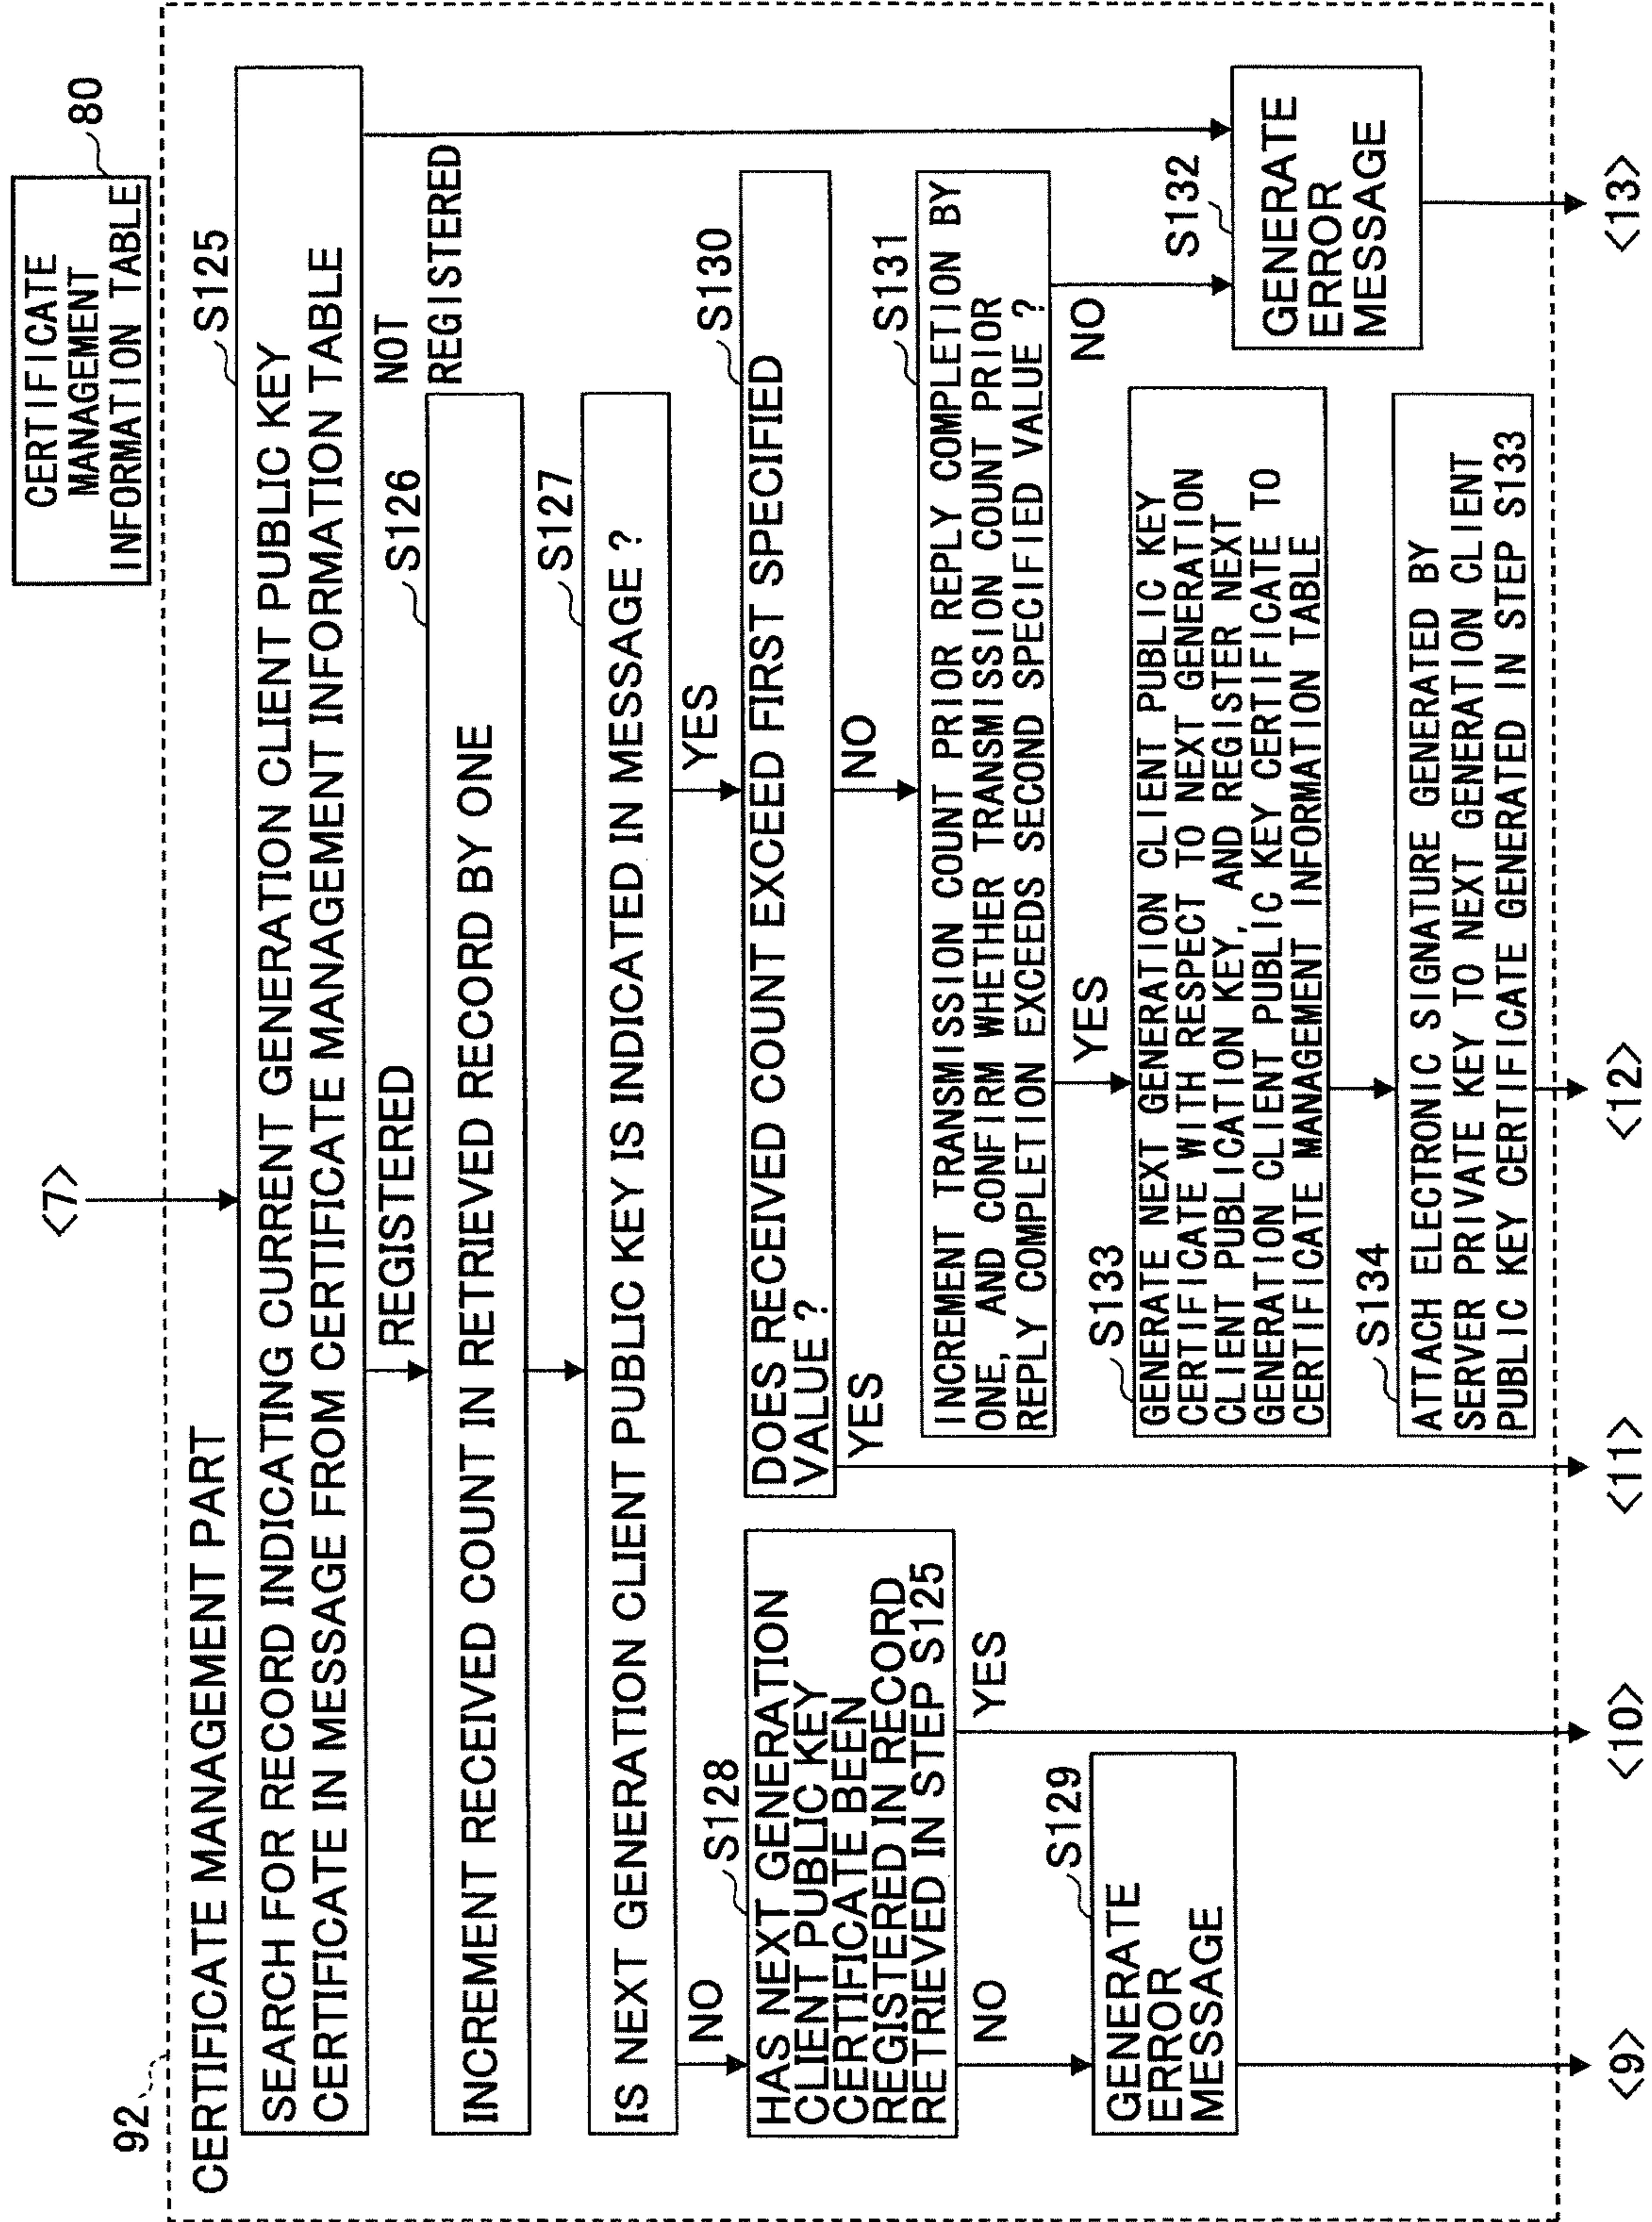 <7>
CERTIFICATE
MANAGEMENT
INFORMATION TABLE
80
92
CERTIFICATE MANAGEMENT PART
S125
SEARCH FOR RECORD INDICATING CURRENT GENERATION CLIENT PUBLIC KEY
CERTIFICATE IN MESSAGE FROM CERTIFICATE MANAGEMENT INFORMATION TABLE
REGISTERED
NOT
REGISTERED
S126
INCREMENT RECEIVED COUNT IN RETRIEVED RECORD BY ONE
S127
IS NEXT GENERATION CLIENT PUBLIC KEY IS INDICATED IN MESSAGE ?
NO
YES
S128
HAS NEXT GENERATION
CLIENT PUBLIC KEY
CERTIFICATE BEEN
REGISTERED IN RECORD
RETRIEVED IN STEP S125
NO
YES
S129
GENERATE
ERROR
MESSAGE
S130
DOES RECEIVED COUNT EXCEED FIRST SPECIFIED
VALUE ?
YES
NO
S131
INCREMENT TRANSMISSION COUNT PRIOR REPLY COMPLETION BY
ONE, AND CONFIRM WHETHER TRANSMISSION COUNT PRIOR
REPLY COMPLETION EXCEEDS SECOND SPECIFIED VALUE ?
YES
NO
S132
GENERATE
ERROR
MESSAGE
S133
GENERATE NEXT GENERATION CLIENT PUBLIC KEY
CERTIFICATE WITH RESPECT TO NEXT GENERATION
CLIENT PUBLICATION KEY, AND REGISTER NEXT
GENERATION CLIENT PUBLIC KEY CERTIFICATE TO
CERTIFICATE MANAGEMENT INFORMATION TABLE
S134
ATTACH ELECTRONIC SIGNATURE GENERATED BY
SERVER PRIVATE KEY TO NEXT GENERATION CLIENT
PUBLIC KEY CERTIFICATE GENERATED IN STEP S133
<9>
<10>
<11>
<12>
<13>